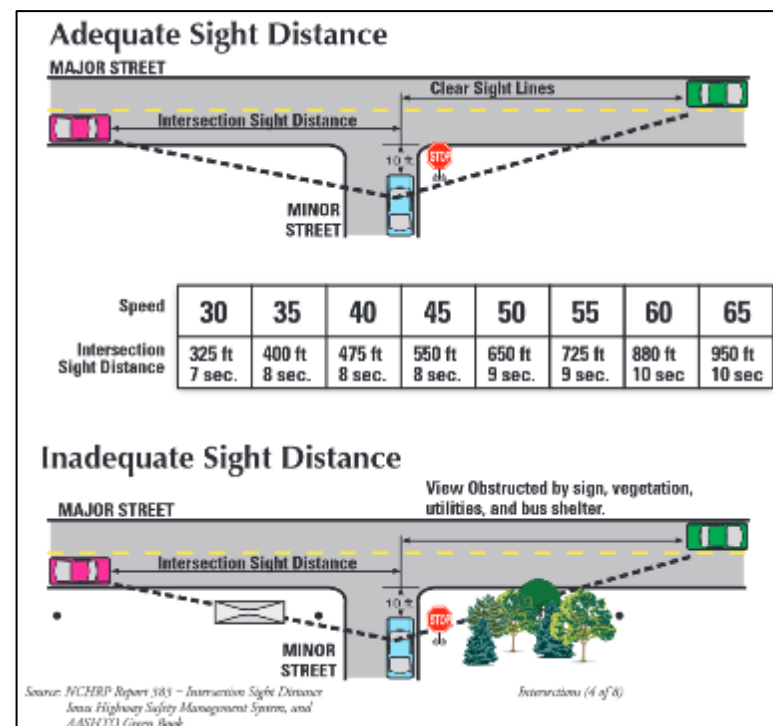 Adequate Sight Distance
MAJOR STREET
Clear Sight Lines
Intersection Sight Distance
10 ft.
STOP
MINOR
STREET
Speed 30 35 40 45 50 55 60 65
Intersection
Sight Distance
325 ft 400 ft 475 ft 550 ft 650 ft 725 ft 880 ft 950 ft
7 sec. 8 sec. 8 sec. 8 sec. 9 sec. 9 sec. 10 sec 10 sec
Inadequate Sight Distance
View Obstructed by sign, vegetation,
utilities, and bus shelter.
MAJOR STREET
Intersection Sight Distance
10 ft.
STOP
MINOR
STREET
Source: NCHRP Report 383 – Intersection Sight Distance
Iowa Highway Safety Management System, and
AASHTO Green Book
Intersections (4 of 8)